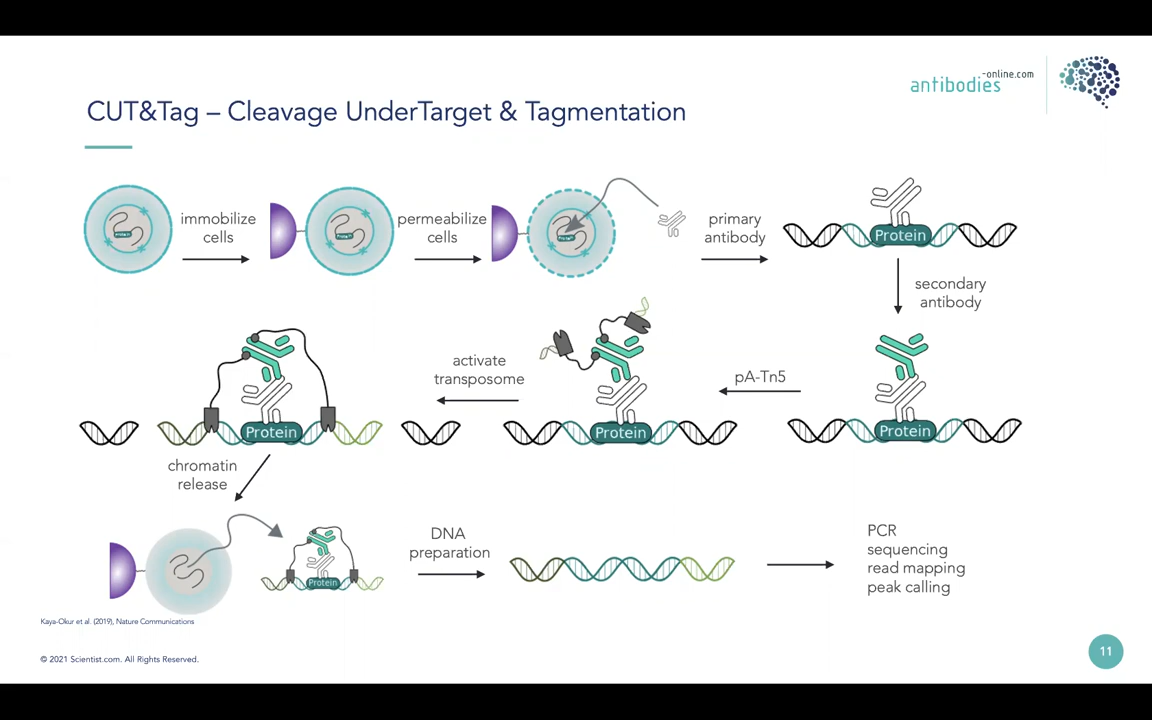 -online.com
antibodies
CUT&Tag – Cleavage UnderTarget & Tagmentation
immobilize
cells
permeabilize
cells
primary
antibody
Protein
secondary
antibody
Protein
pA-Tn5
Protein
activate
transposome
Protein
chromatin
release
Protein
DNA
preparation
PCR
sequencing
read mapping
peak calling
Kaya-Okur et al. (2019), Nature Communications
© 2021 Scientist.com. All Rights Reserved.
11